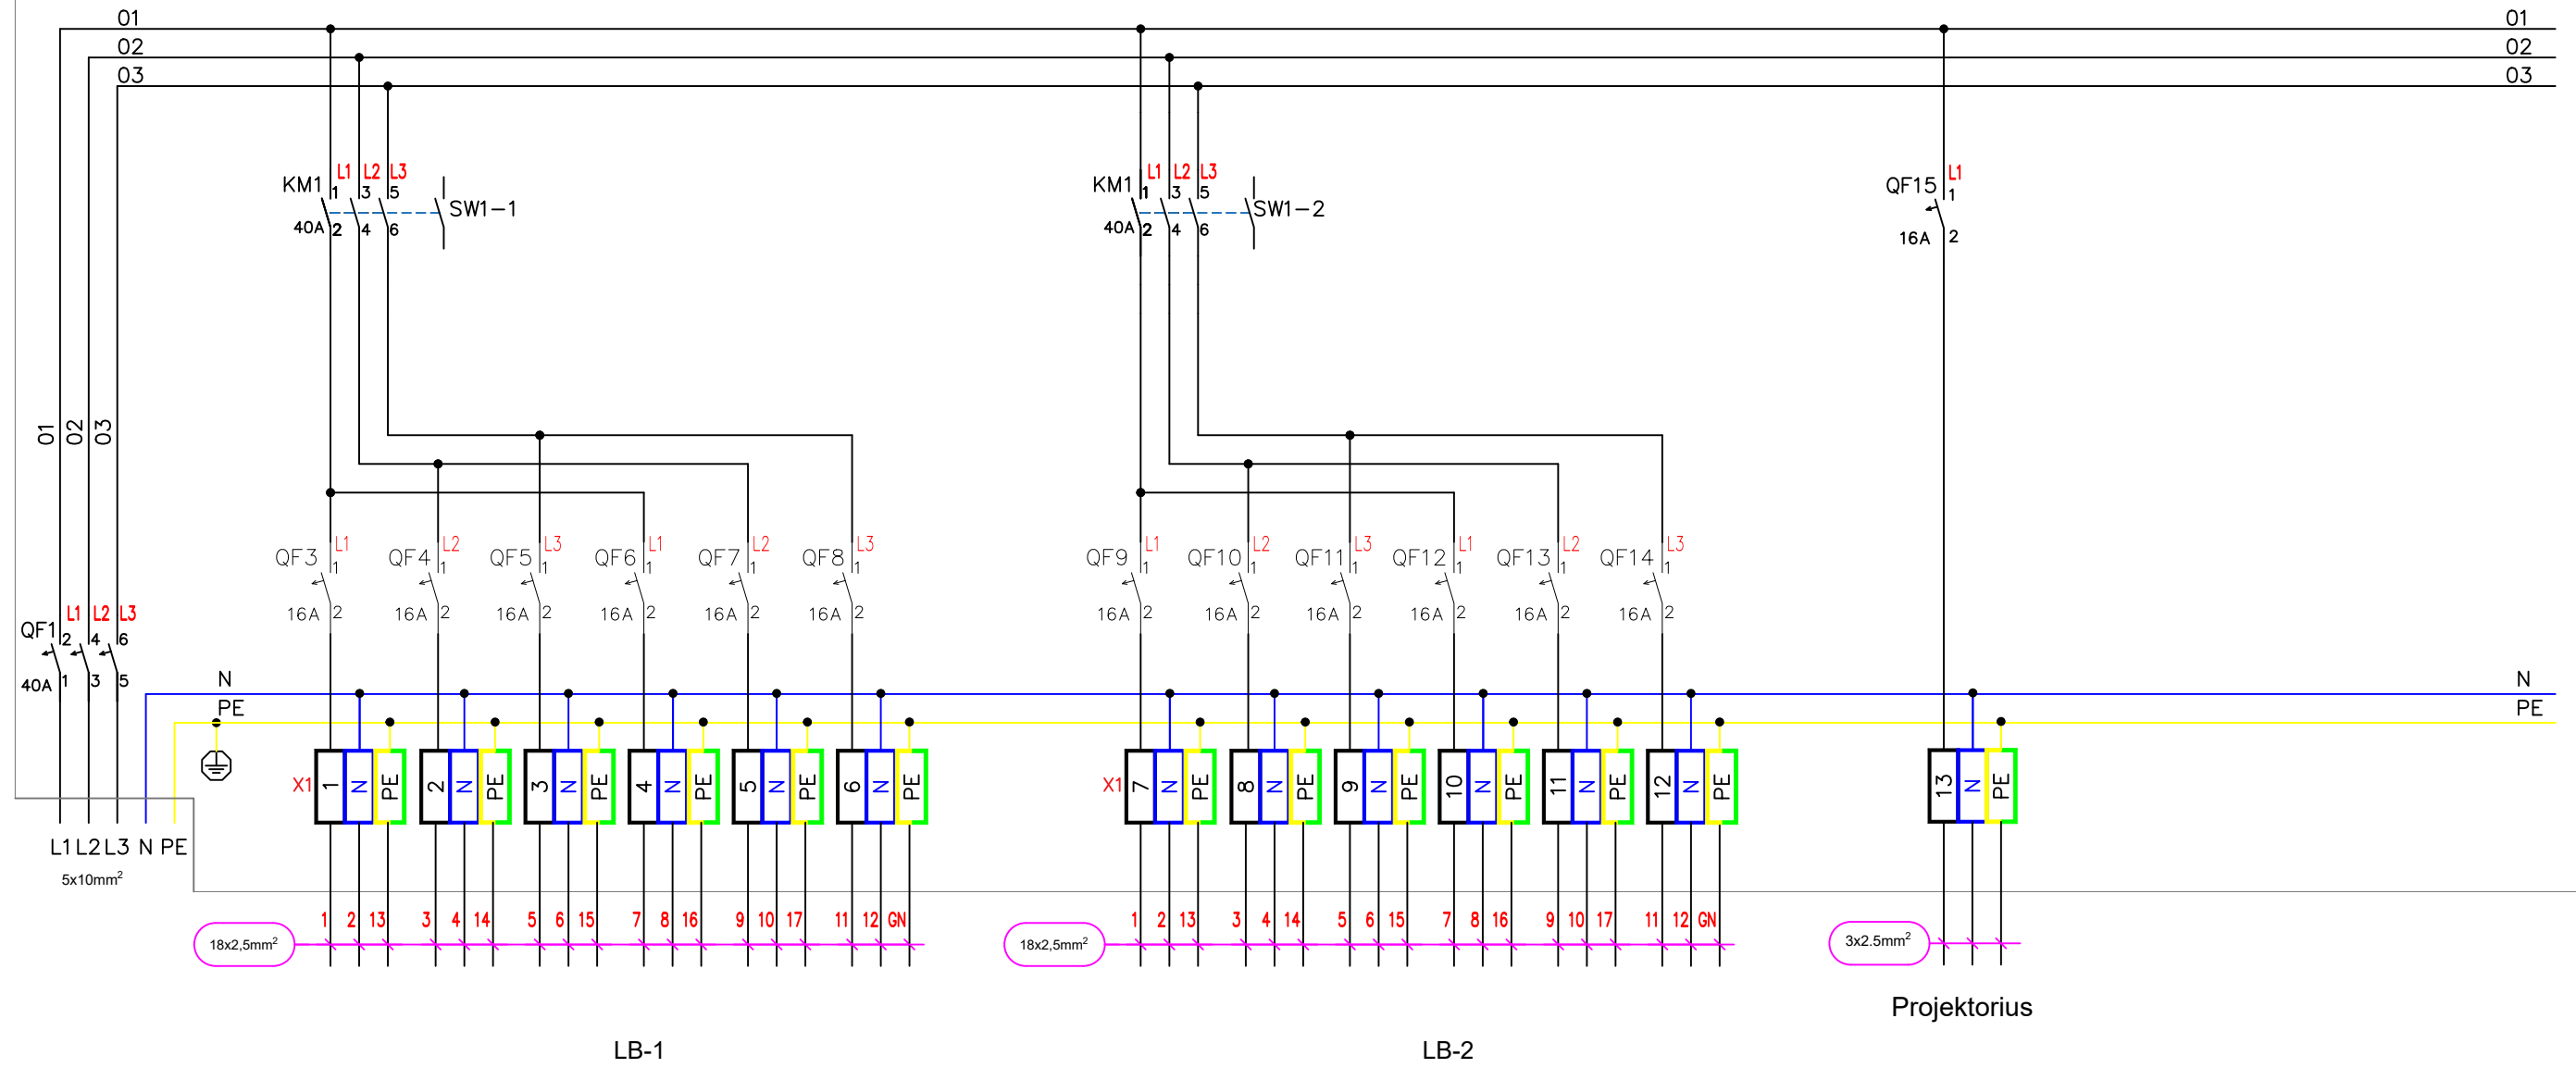 01 01
02 02
03 03
L1 L2 L3 L1 L2 L3 L1
KM1 1 3 5 KM1 1 3 5 QF15 1
SW1-1 SW1-2
40A 2 4 6 40A 2 4 6 16A 2
01 02 03
L1 L2 L3 L1 L2 L3 L1 L2 L3 L1 L2 L3
QF3 1 QF4 1 QF5 1 QF6 1 QF7 1 QF8 1 QF9 1 QF10 1 QF11 1 QF12 1 QF13 1 QF14 1
16A 2 16A 2 16A 2 16A 2 16A 2 16A 2 16A 2 16A 2 16A 2 16A 2 16A 2 16A 2
L1 L2 L3
QF1 2 4 6
40A 1 3 5
N N
PE PE
X1 1 N PE 2 N PE 3 N PE 4 N PE 5 N PE 6 N PE X1 7 N PE 8 N PE 9 N PE 10 N PE 11 N PE 12 N PE 13 N PE
L1 L2 L3 N PE
5x10mm²
1 2 13 3 4 14 5 6 15 7 8 16 9 10 17 11 12 GN 1 2 13 3 4 14 5 6 15 7 8 16 9 10 17 11 12 GN
18x2,5mm² 18x2,5mm² 3x2.5mm²
Projektorius
LB-1 LB-2